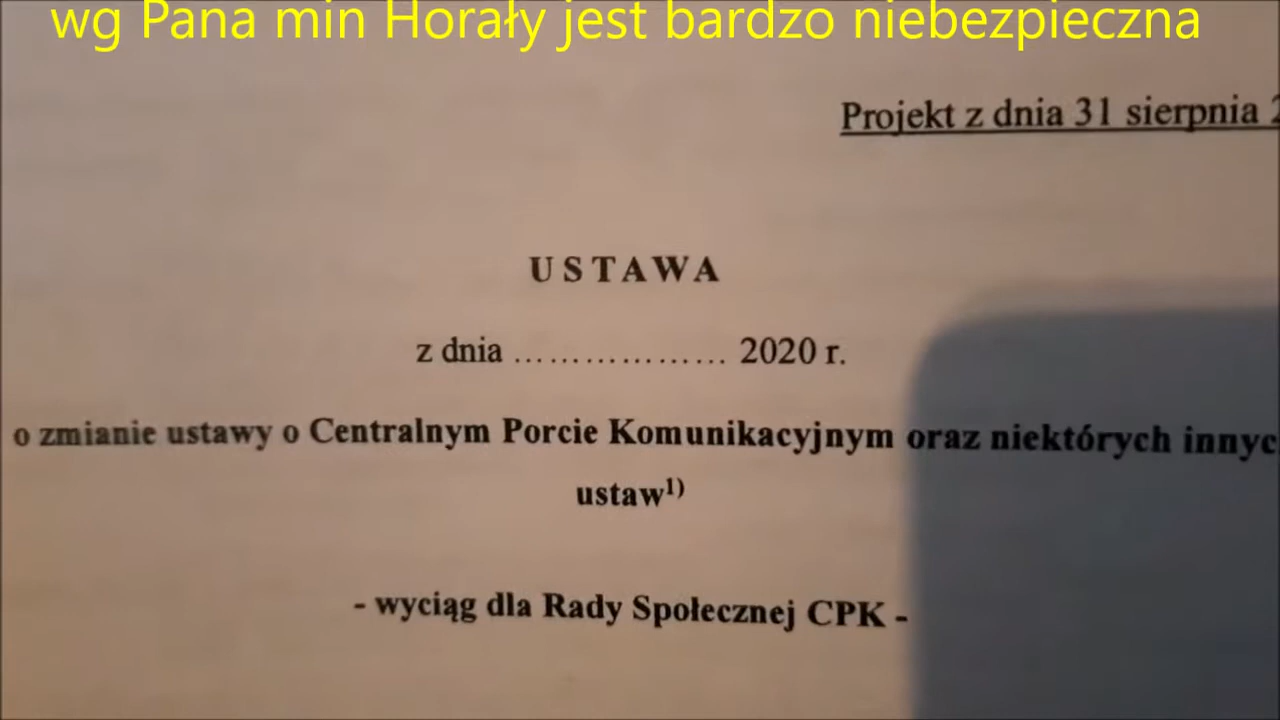 wg Pana min Horały jest bardzo niebezpieczna
Projekt z dnia 31 sierpnia
USTAWA
z dnia .................. 2020 r.
o zmianie ustawy o Centralnym Porcie Komunikacyjnym oraz niektórych innyc
ustaw1)
- wyciąg dla Rady Społecznej CPK -